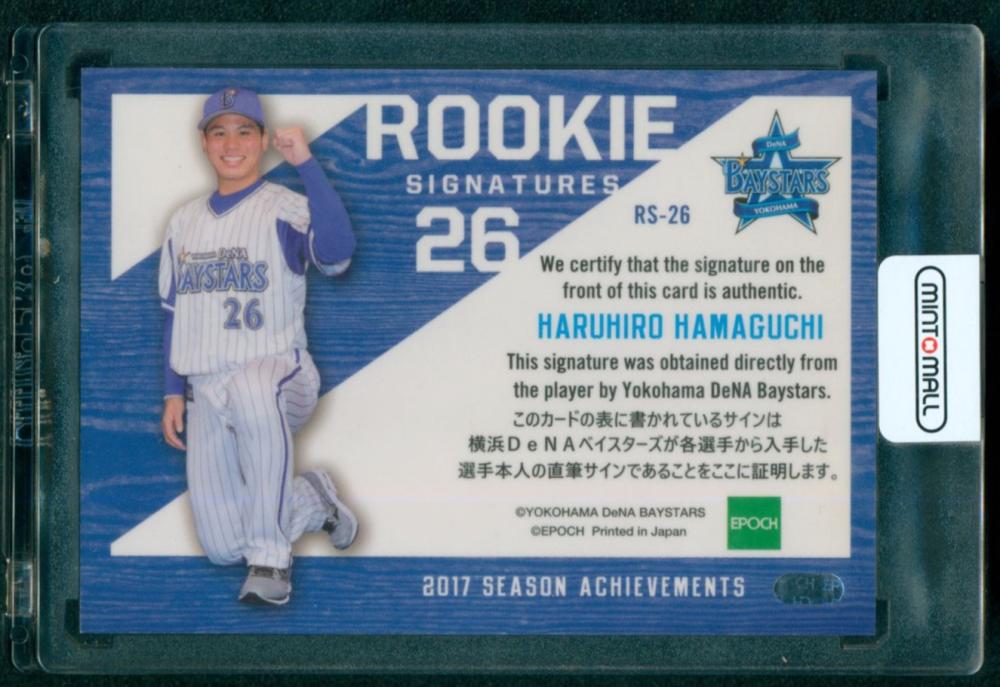 ROOKIE
SIGNATURES
26
RS-26
DeNA
BAYSTARS
YOKOHAMA
DeNA
BAYSTARS
26
We certify that the signature on the
front of this card is authentic.
HARUHIRO HAMAGUCHI
This signature was obtained directly from
the player by Yokohama DeNA Baystars.
このカードの表に書かれているサインは
横浜DeNAベイスターズが各選手から入手した
選手本人の直筆サインであることをここに証明します。
©YOKOHAMA DeNA BAYSTARS
©EPOCH Printed in Japan
EPOCH
2017 SEASON ACHIEVEMENTS
MINT MALL